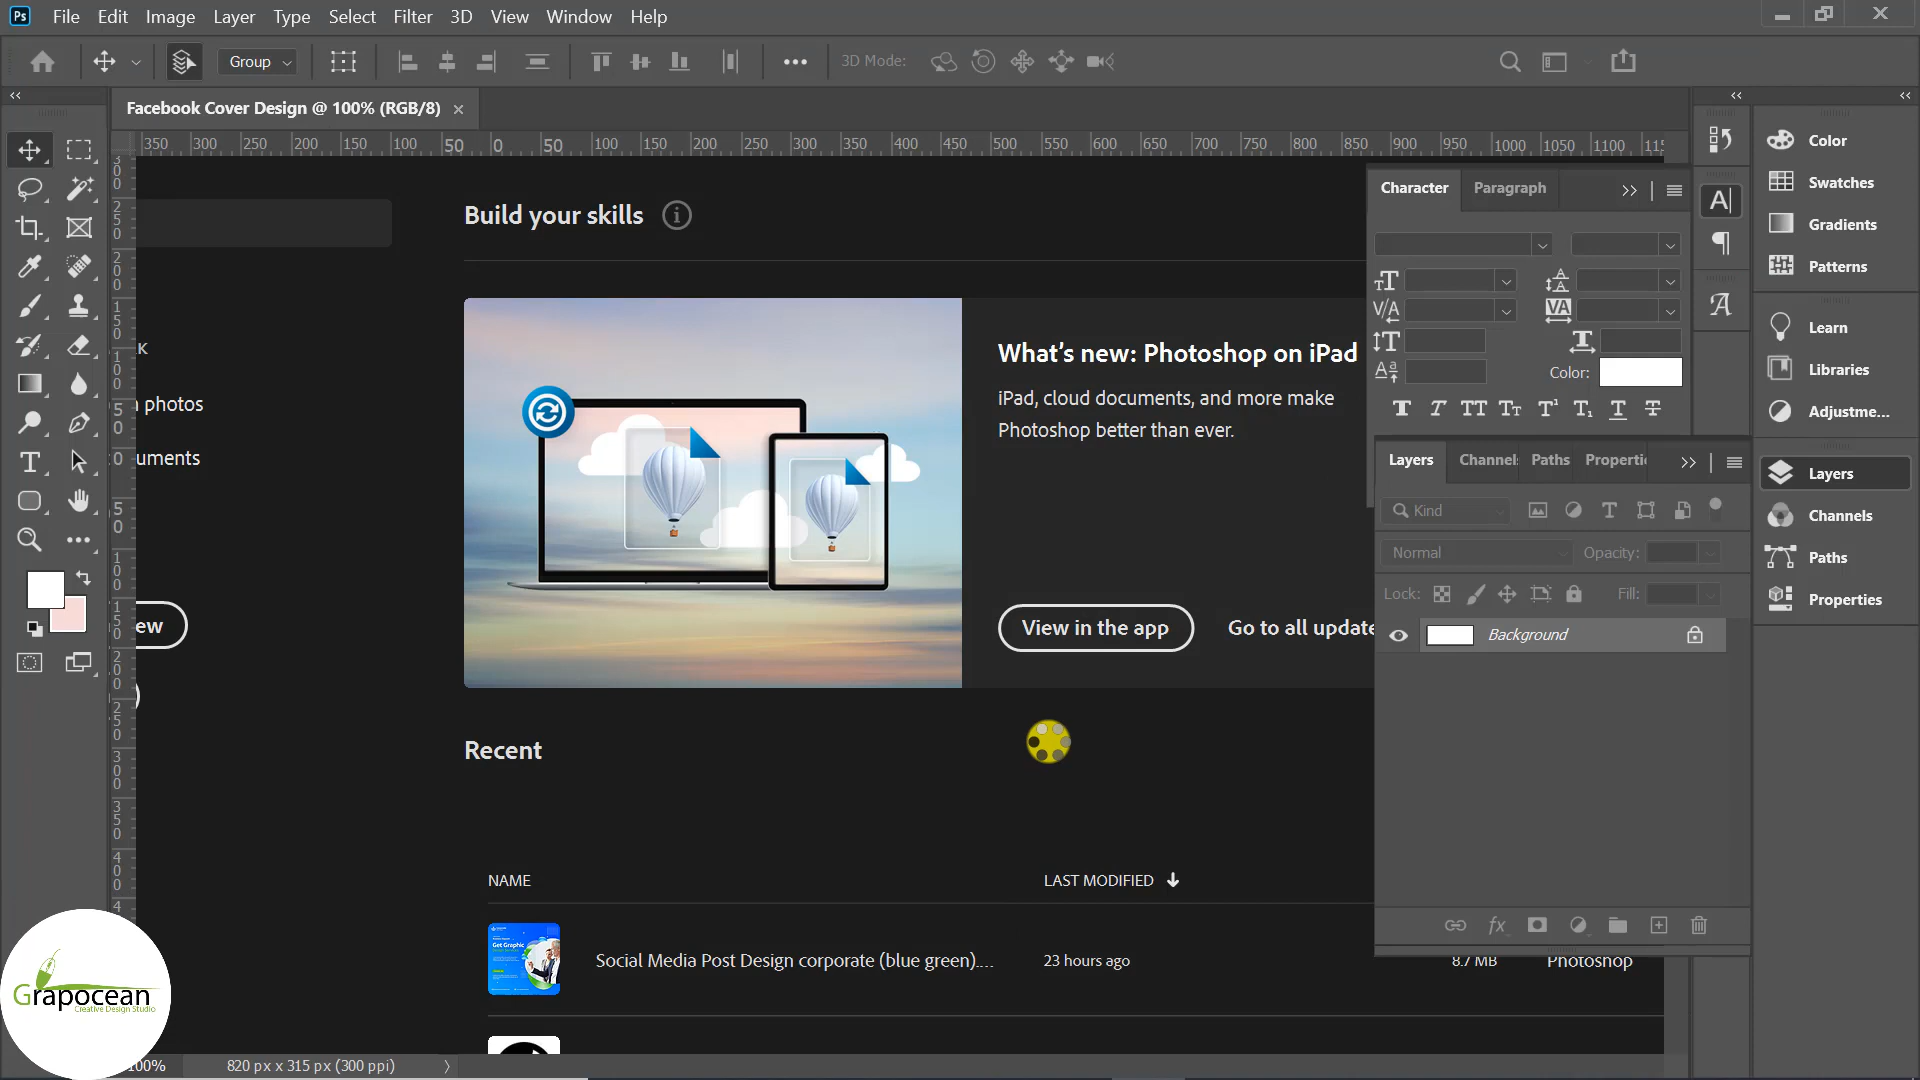 Ps File Edit Image Layer Type Select Filter 3D View Window Help
Group 3D Mode:
Facebook Cover Design @ 100% (RGB/8)
350 300 250 200 150 100 50 0 50 100 150 200 250 300 350 400 450 500 550 600 650 700 750 800 850 900 950 1000 1050 1100 115
Build your skills
What's new: Photoshop on iPad
iPad, cloud documents, and more make
Photoshop better than ever.
View in the app
Go to all update
photos
uments
ew
Recent
NAME
LAST MODIFIED
Social Media Post Design corporate (blue green)....
23 hours ago
8.7 MB
Photoshop
Character
Paragraph
Color:
Layers
Channel
Paths
Properti
Kind
Normal
Opacity:
Lock:
Fill:
Background
Color
Swatches
Gradients
Patterns
Learn
Libraries
Adjustme...
Layers
Channels
Paths
Properties
Grapocean
Creative Design Studio
100%
820 px x 315 px (300 ppi)